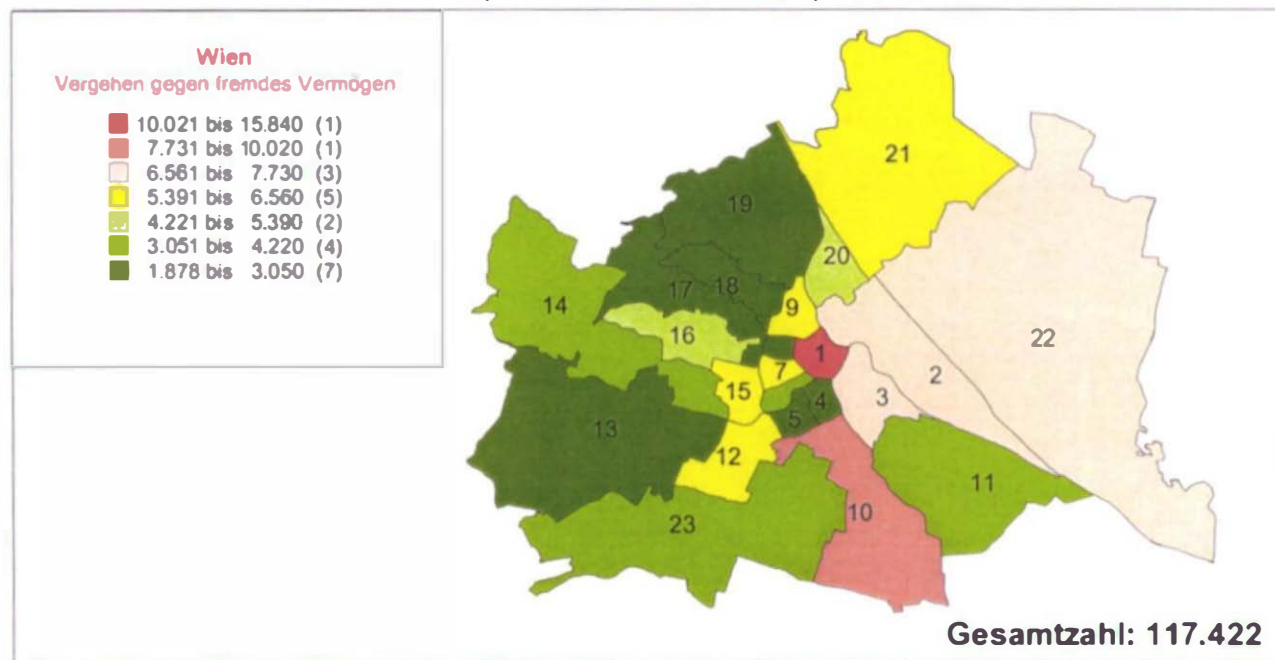 Wien
Vergehen gegen fremdes Vermögen
10.021 bis 15.840 (1)
7.731 bis 10.020 (1)
6.561 bis 7.730 (3)
5.391 bis 6.560 (5)
4.221 bis 5.390 (2)
3.051 bis 4.220 (4)
1.878 bis 3.050 (7)
21
19
20
18
17
14
9
16
22
1
2
7
15
3
4
5
13
12
11
10
23
Gesamtzahl: 117.422